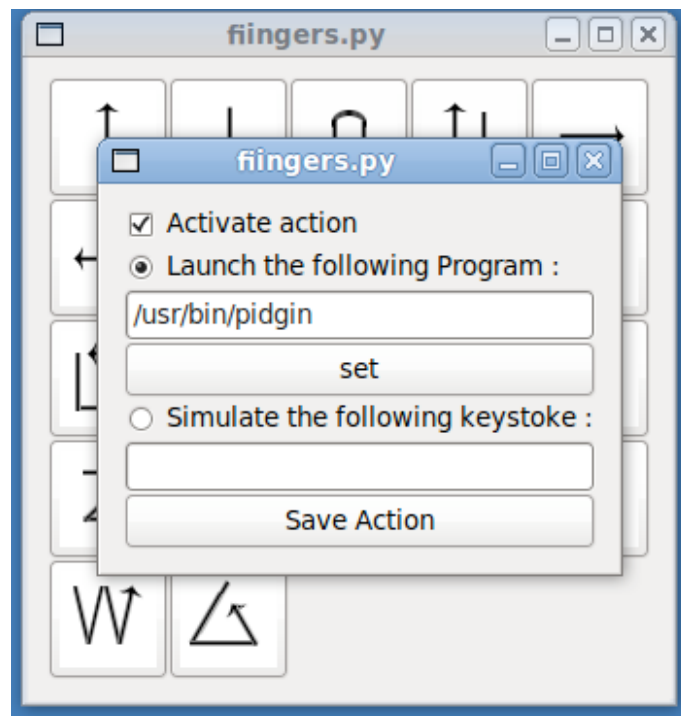 fiingers.py
fiingers.py
Activate action
Launch the following Program :
/usr/bin/pidgin
set
Simulate the following keystoke :
Save Action